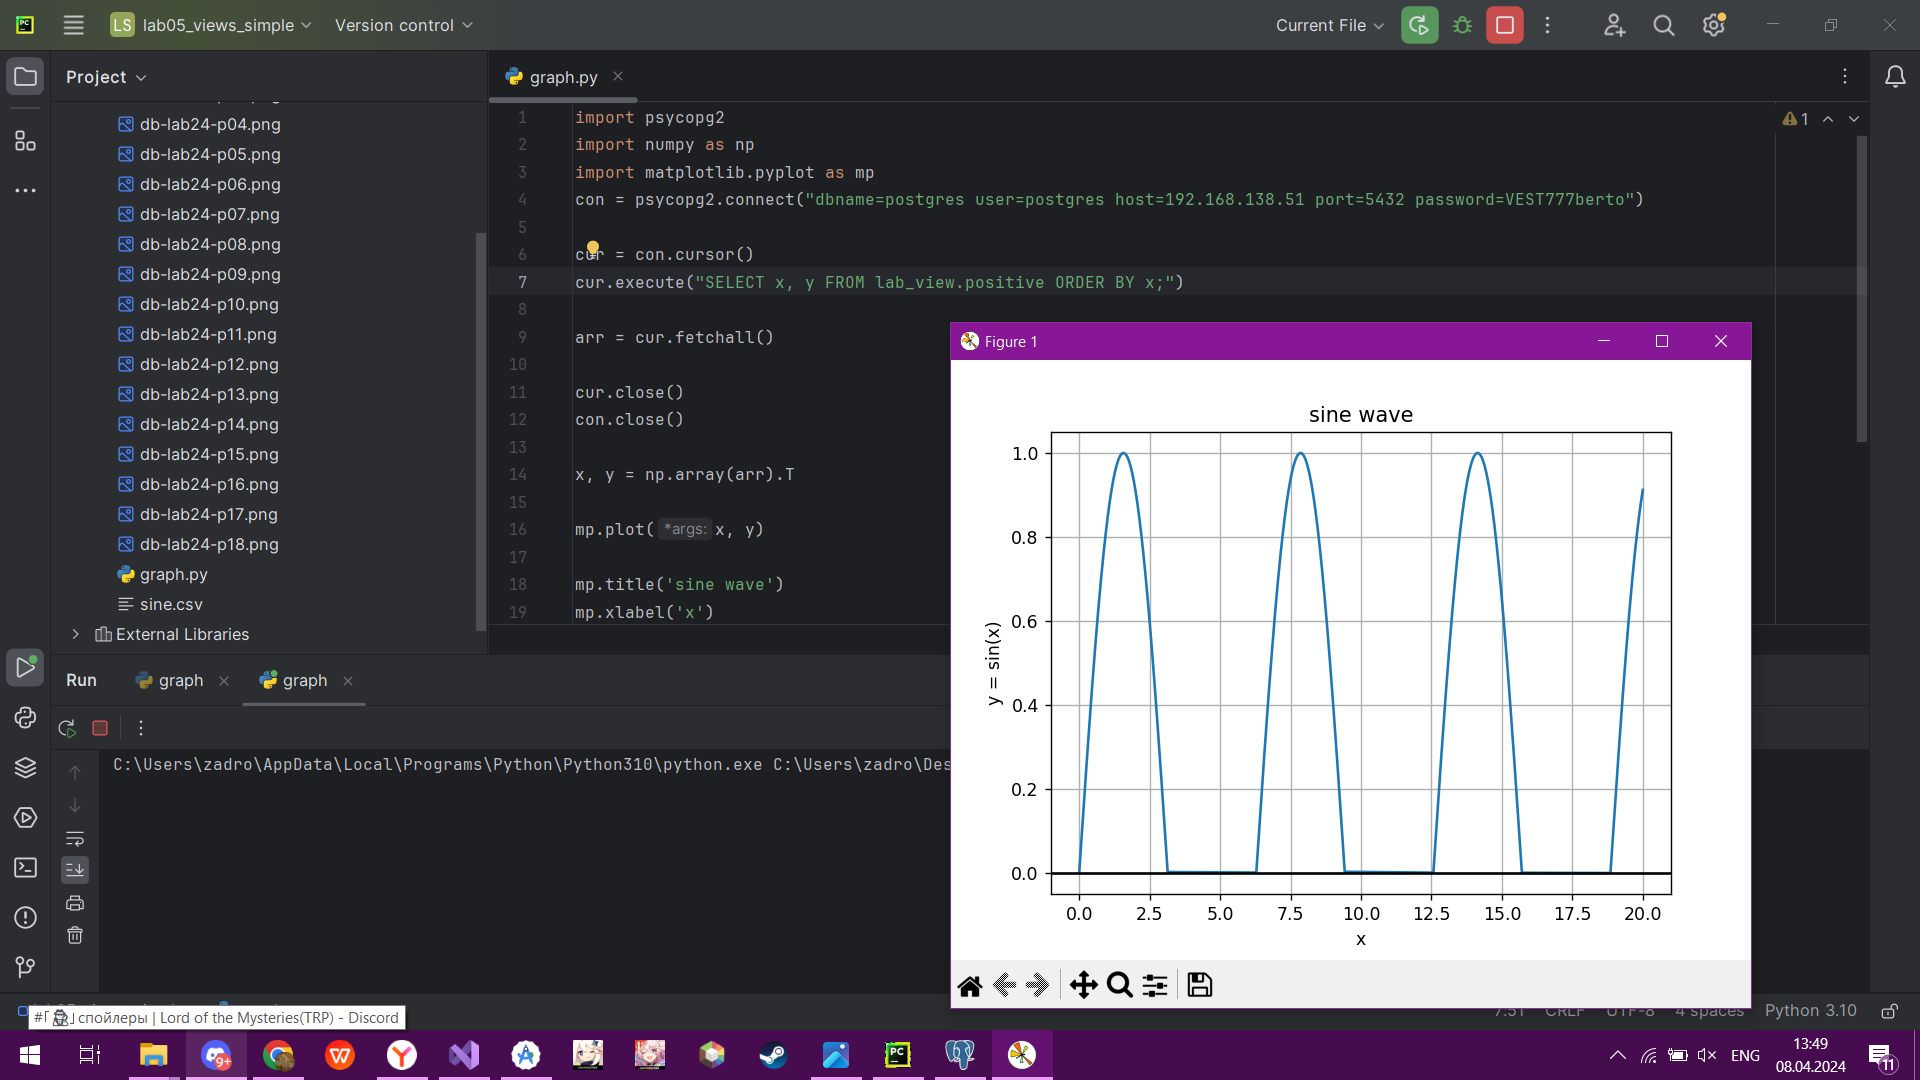 LS lab05_views_simple Version control Current File
Project
graph.py
db-lab24-p04.png
db-lab24-p05.png
db-lab24-p06.png
db-lab24-p07.png
db-lab24-p08.png
db-lab24-p09.png
db-lab24-p10.png
db-lab24-p11.png
db-lab24-p12.png
db-lab24-p13.png
db-lab24-p14.png
db-lab24-p15.png
db-lab24-p16.png
db-lab24-p17.png
db-lab24-p18.png
graph.py
sine.csv
External Libraries
1 import psycopg2
2 import numpy as np
3 import matplotlib.pyplot as mp
4 con = psycopg2.connect("dbname=postgres user=postgres host=192.168.138.51 port=5432 password=VEST777berto")
5
6 cur = con.cursor()
7 cur.execute("SELECT x, y FROM lab_view.positive ORDER BY x;")
8
9 arr = cur.fetchall()
10
11 cur.close()
12 con.close()
13
14 x, y = np.array(arr).T
15
16 mp.plot( *args: x, y)
17
18 mp.title('sine wave')
19 mp.xlabel('x')
1
Figure 1
sine wave
1.0
0.8
0.6
0.4
0.2
0.0
y = sin(x)
0.0 2.5 5.0 7.5 10.0 12.5 15.0 17.5 20.0
x
Run graph graph
C:\Users\zadro\AppData\Local\Programs\Python\Python310\python.exe C:\Users\zadro\Des
7:51 CRLF UTF-8 4 spaces Python 3.10
спойлеры | Lord of the Mysteries(TRP) - Discord
9+
PC
ENG
13:49
08.04.2024
11